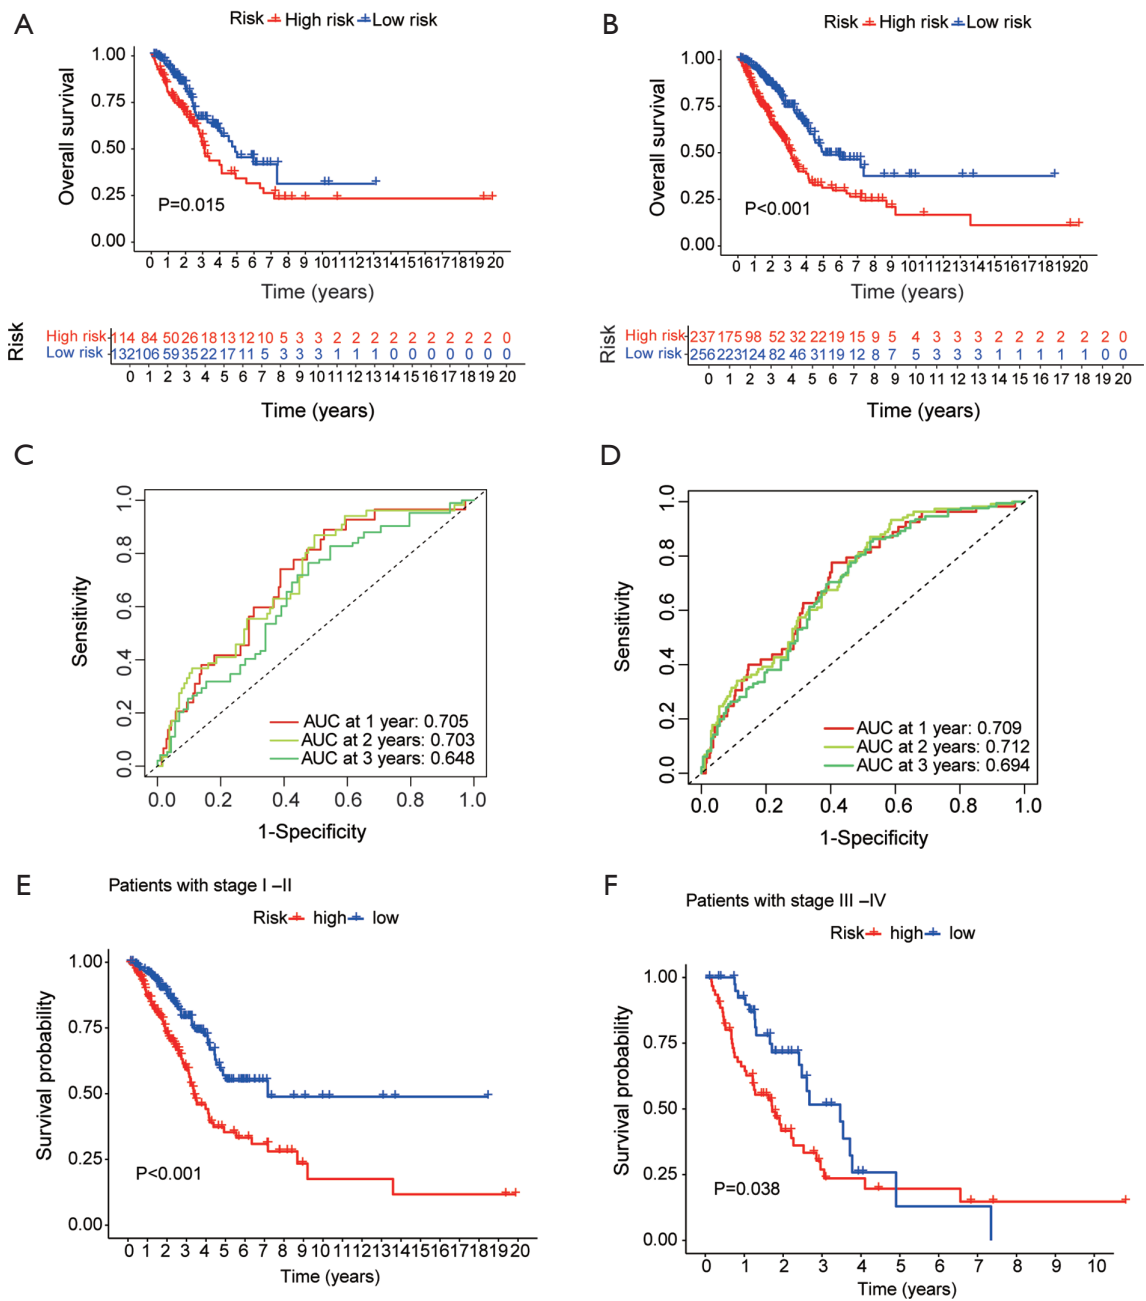 A
Risk High risk Low risk
Overall survival
1.00
0.75
0.50
0.25
0.00
P=0.015
0 1 2 3 4 5 6 7 8 9 10 11 12 13 14 15 16 17 18 19 20
Time (years)
Risk
High risk 114 84 50 26 18 13 12 10 5 3 3 2 2 2 2 2 2 2 2 2 0
Low risk 132 106 59 35 22 17 11 5 3 3 3 1 1 1 0 0 0 0 0 0 0
0 1 2 3 4 5 6 7 8 9 10 11 12 13 14 15 16 17 18 19 20
Time (years)
B
Risk High risk Low risk
Overall survival
1.00
0.75
0.50
0.25
0.00
P<0.001
0 1 2 3 4 5 6 7 8 9 10 11 12 13 14 15 16 17 18 19 20
Time (years)
Risk
High risk 237 175 98 52 32 22 19 15 9 5 4 3 3 3 2 2 2 2 2 2 0
Low risk 256 223 124 82 46 31 19 12 8 7 5 3 3 3 1 1 1 1 1 0 0
0 1 2 3 4 5 6 7 8 9 10 11 12 13 14 15 16 17 18 19 20
Time (years)
C
Sensitivity
1.0
0.8
0.6
0.4
0.2
0.0
AUC at 1 year: 0.705
AUC at 2 years: 0.703
AUC at 3 years: 0.648
0.0 0.2 0.4 0.6 0.8 1.0
1-Specificity
D
Sensitivity
1.0
0.8
0.6
0.4
0.2
0.0
AUC at 1 year: 0.709
AUC at 2 years: 0.712
AUC at 3 years: 0.694
0.0 0.2 0.4 0.6 0.8 1.0
1-Specificity
E
Patients with stage I –II
Risk high low
Survival probability
1.00
0.75
0.50
0.25
0.00
P<0.001
0 1 2 3 4 5 6 7 8 9 10 11 12 13 14 15 16 17 18 19 20
Time (years)
F
Patients with stage III –IV
Risk high low
Survival probability
1.00
0.75
0.50
0.25
0.00
P=0.038
0 1 2 3 4 5 6 7 8 9 10
Time (years)